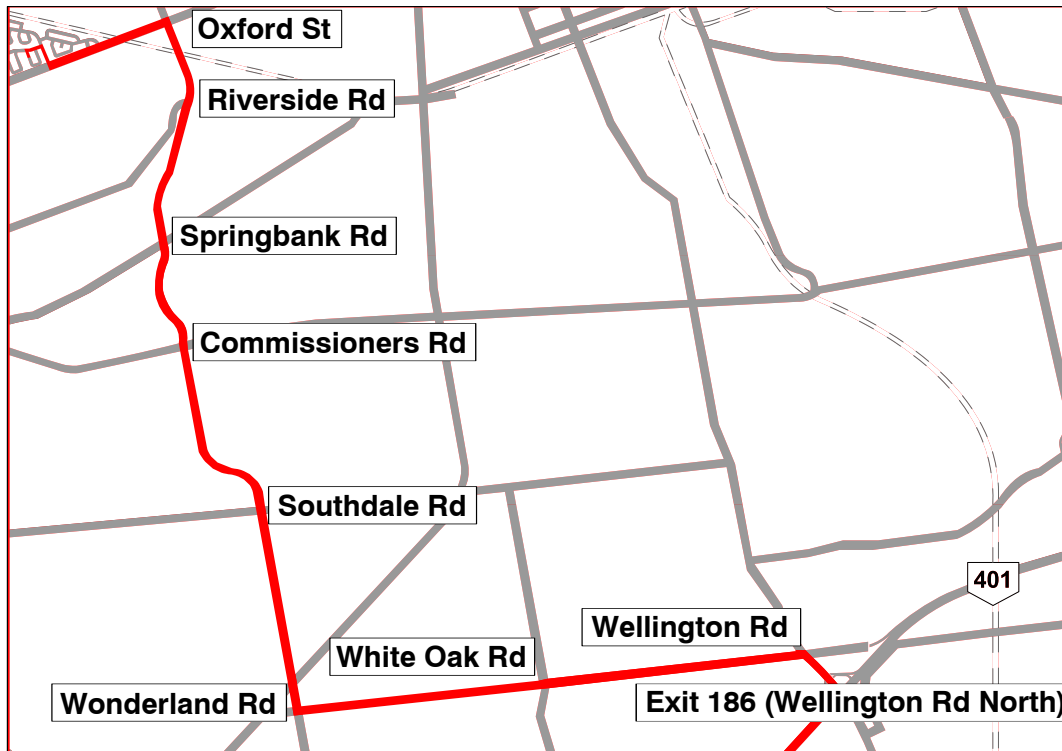 Oxford St
Riverside Rd
Springbank Rd
Commissioners Rd
Southdale Rd
401
Wellington Rd
White Oak Rd
Wonderland Rd
Exit 186 (Wellington Rd North)